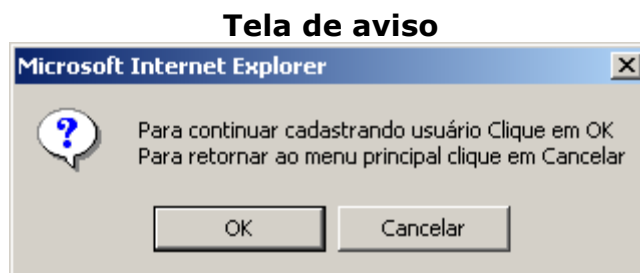 Tela de aviso
Microsoft Internet Explorer
Para continuar cadastrando usuário Clique em OK
Para retornar ao menu principal clique em Cancelar
OK
Cancelar